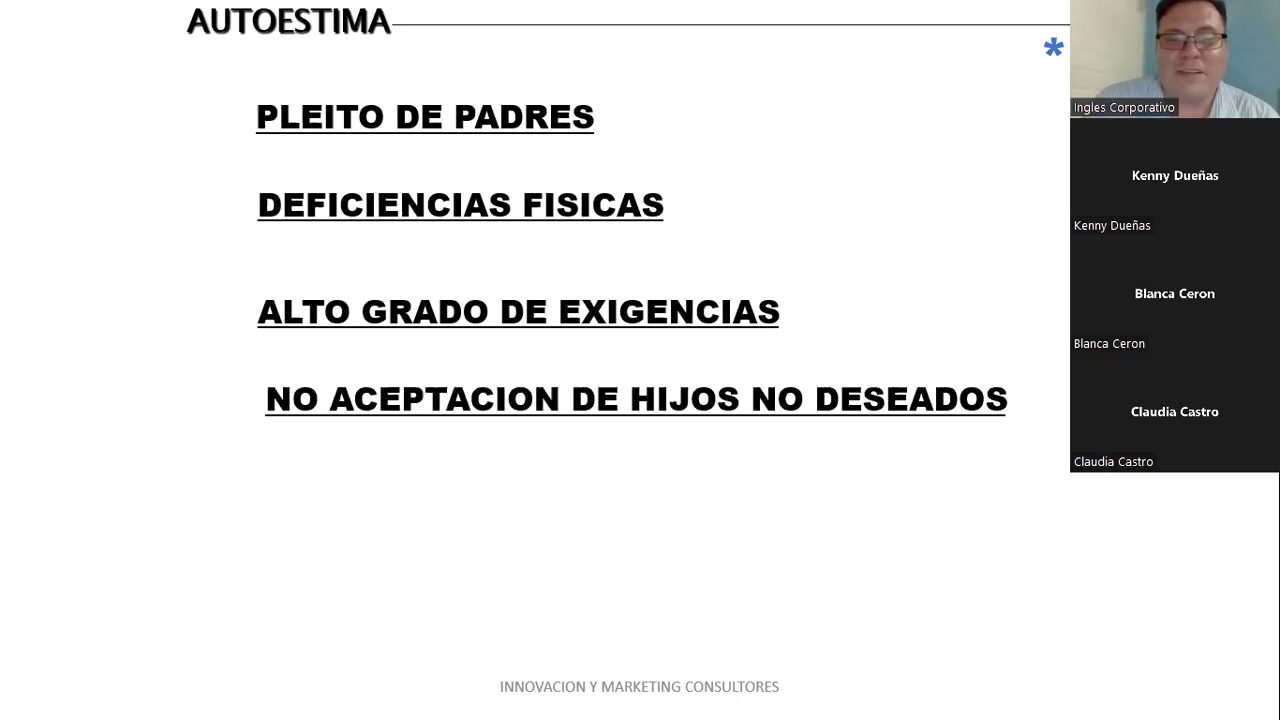 AUTOESTIMA
*
PLEITO DE PADRES
DEFICIENCIAS FISICAS
ALTO GRADO DE EXIGENCIAS
NO ACEPTACION DE HIJOS NO DESEADOS
INNOVACION Y MARKETING CONSULTORES
Ingles Corporativo
Kenny Dueñas
Kenny Dueñas
Blanca Ceron
Blanca Ceron
Claudia Castro
Claudia Castro